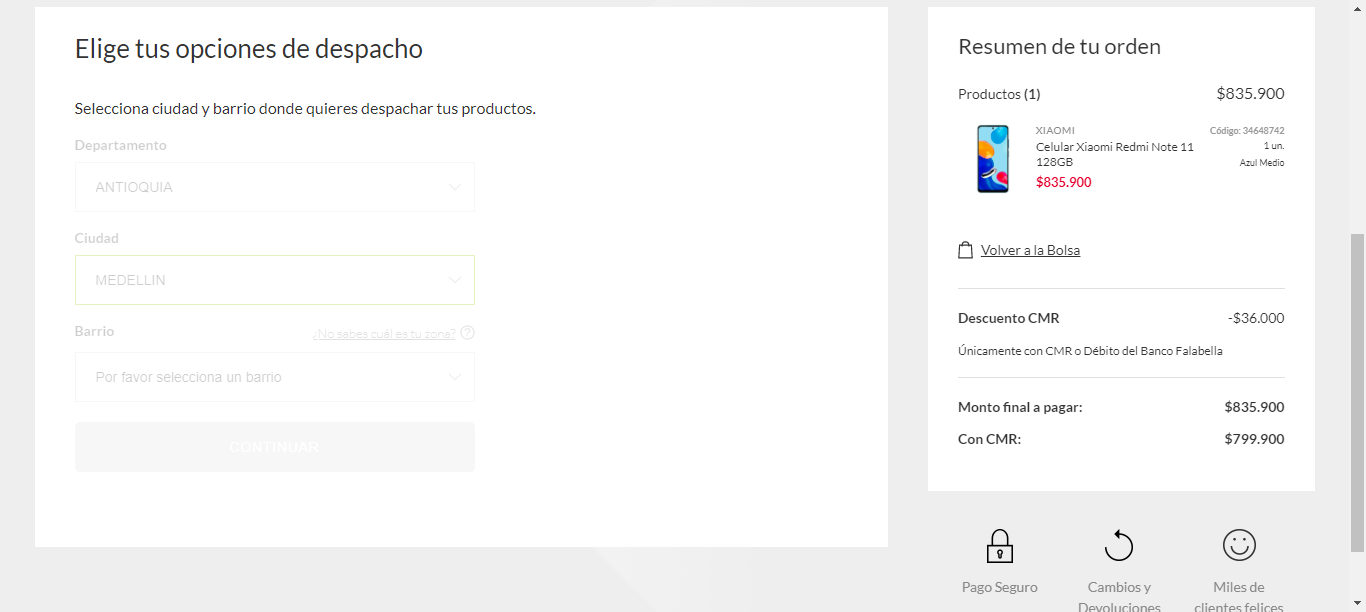 Elige tus opciones de despacho
Selecciona ciudad y barrio donde quieres despachar tus productos.
Departamento
ANTIOQUIA
Ciudad
MEDELLIN
Barrio
¿No sabes cuál es tu zona? ?
Por favor selecciona un barrio
CONTINUAR
Resumen de tu orden
Productos (1) $835.900
XIAOMI Código: 34648742
Celular Xiaomi Redmi Note 11 1 un.
128GB Azul Medio
$835.900
Volver a la Bolsa
Descuento CMR -$36.000
Únicamente con CMR o Débito del Banco Falabella
Monto final a pagar: $835.900
Con CMR: $799.900
Pago Seguro
Cambios y
Devoluciones
Miles de
clientes felices